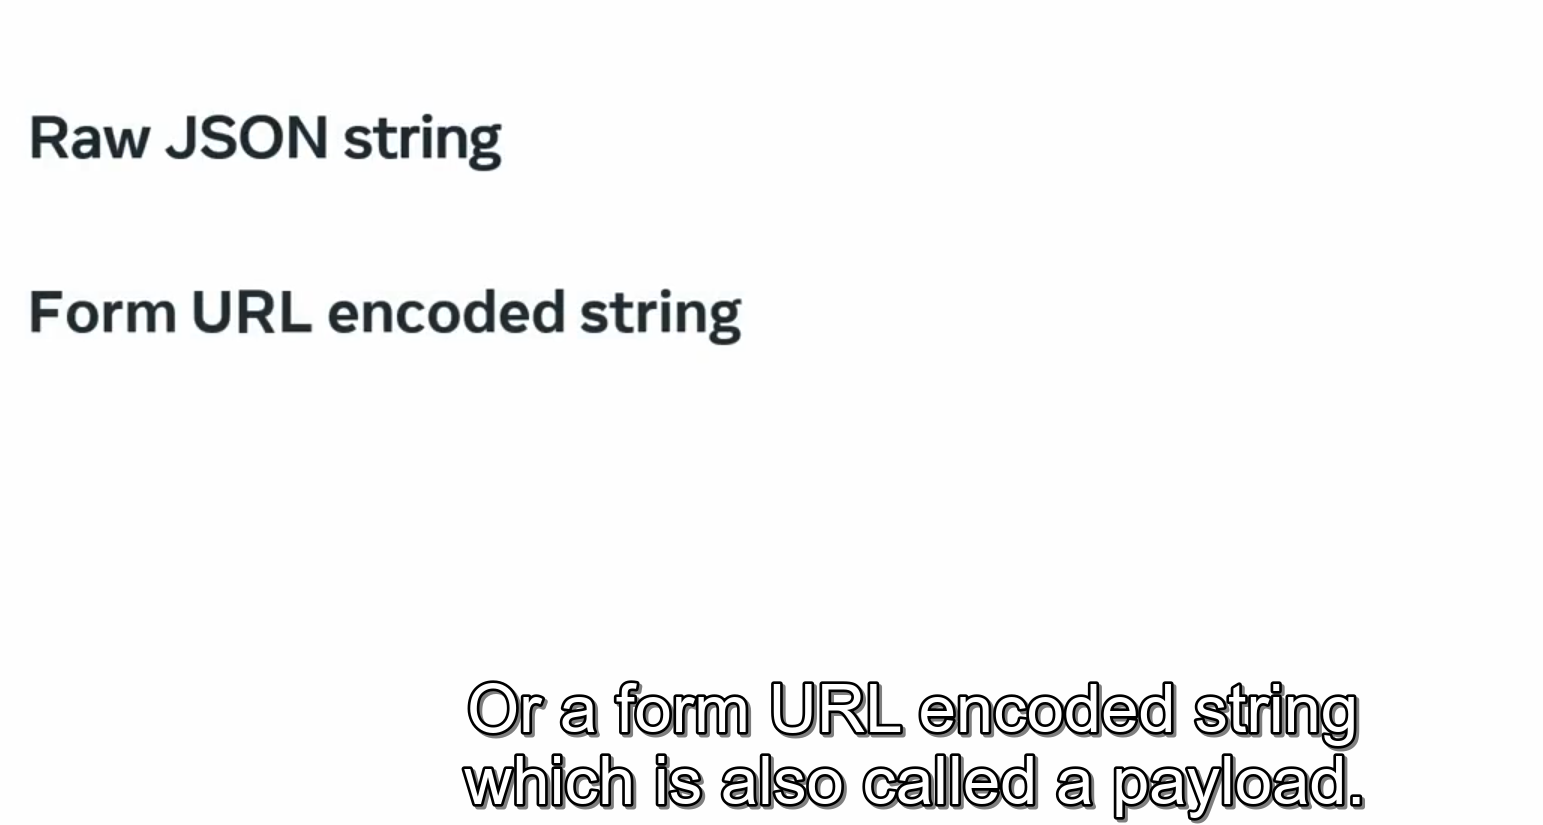 Raw JSON string
Form URL encoded string
Or a form URL encoded string
which is also called a payload.